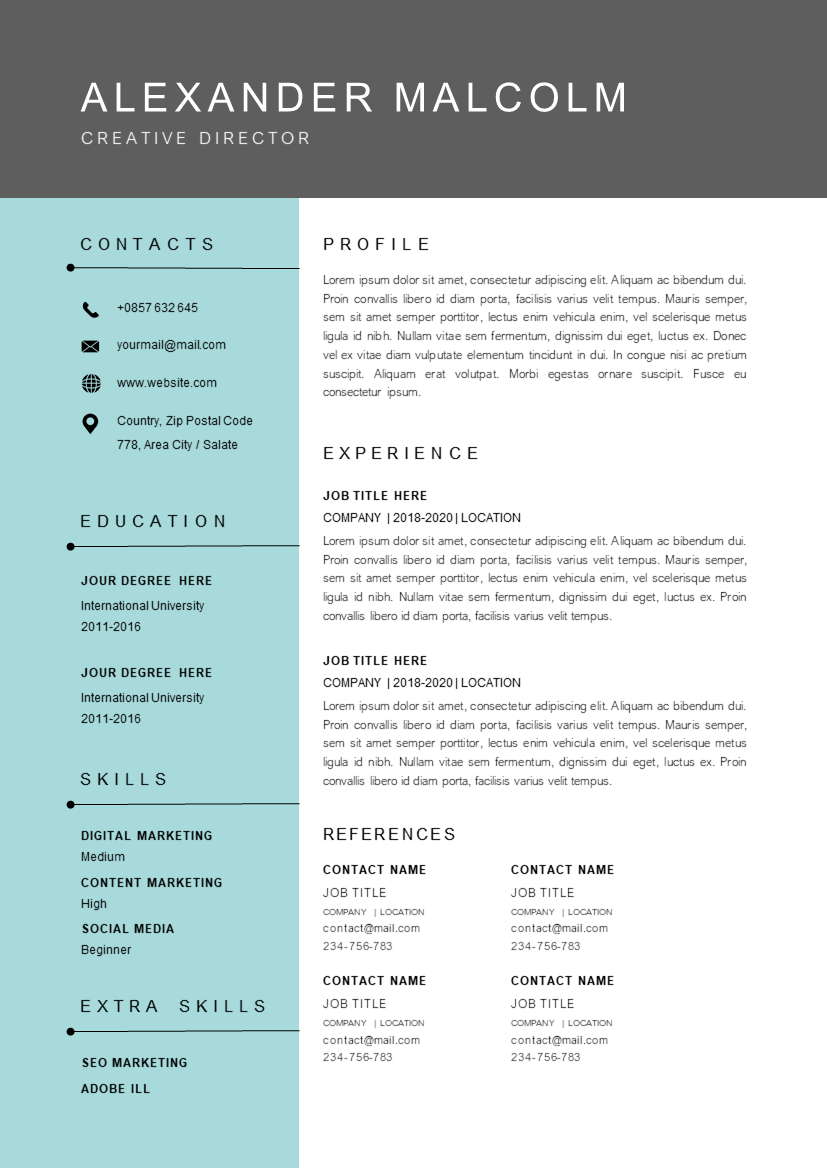 ALEXANDER MALCOLM
CREATIVE DIRECTOR
CONTACTS
+0857 632 645
yourmail@mail.com
www.website.com
Country, Zip Postal Code
778, Area City / Salate
EDUCATION
JOUR DEGREE HERE
International University
2011-2016
JOUR DEGREE HERE
International University
2011-2016
SKILLS
DIGITAL MARKETING
Medium
CONTENT MARKETING
High
SOCIAL MEDIA
Beginner
EXTRA SKILLS
SEO MARKETING
ADOBE ILL
PROFILE
Lorem ipsum dolor sit amet, consectetur adipiscing elit. Aliquam ac bibendum dui.
Proin convallis libero id diam porta, facilisis varius velit tempus. Mauris semper,
sem sit amet semper porttitor, lectus enim vehicula enim, vel scelerisque metus
ligula id nibh. Nullam vitae sem fermentum, dignissim dui eget, luctus ex. Donec
vel ex vitae diam vulputate elementum tincidunt in dui. In congue nisi ac pretium
suscipit. Aliquam erat volutpat. Morbi egestas ornare suscipit. Fusce eu
consectetur ipsum.
EXPERIENCE
JOB TITLE HERE
COMPANY | 2018-2020 | LOCATION
Lorem ipsum dolor sit amet, consectetur adipiscing elit. Aliquam ac bibendum dui.
Proin convallis libero id diam porta, facilisis varius velit tempus. Mauris semper,
sem sit amet semper porttitor, lectus enim vehicula enim, vel scelerisque metus
ligula id nibh. Nullam vitae sem fermentum, dignissim dui eget, luctus ex. Proin
convallis libero id diam porta, facilisis varius velit tempus.
JOB TITLE HERE
COMPANY | 2018-2020 | LOCATION
Lorem ipsum dolor sit amet, consectetur adipiscing elit. Aliquam ac bibendum dui.
Proin convallis libero id diam porta, facilisis varius velit tempus. Mauris semper,
sem sit amet semper porttitor, lectus enim vehicula enim, vel scelerisque metus
ligula id nibh. Nullam vitae sem fermentum, dignissim dui eget, luctus ex. Proin
convallis libero id diam porta, facilisis varius velit tempus.
REFERENCES
CONTACT NAME
JOB TITLE
COMPANY | LOCATION
contact@mail.com
234-756-783
CONTACT NAME
JOB TITLE
COMPANY | LOCATION
contact@mail.com
234-756-783
CONTACT NAME
JOB TITLE
COMPANY | LOCATION
contact@mail.com
234-756-783
CONTACT NAME
JOB TITLE
COMPANY | LOCATION
contact@mail.com
234-756-783